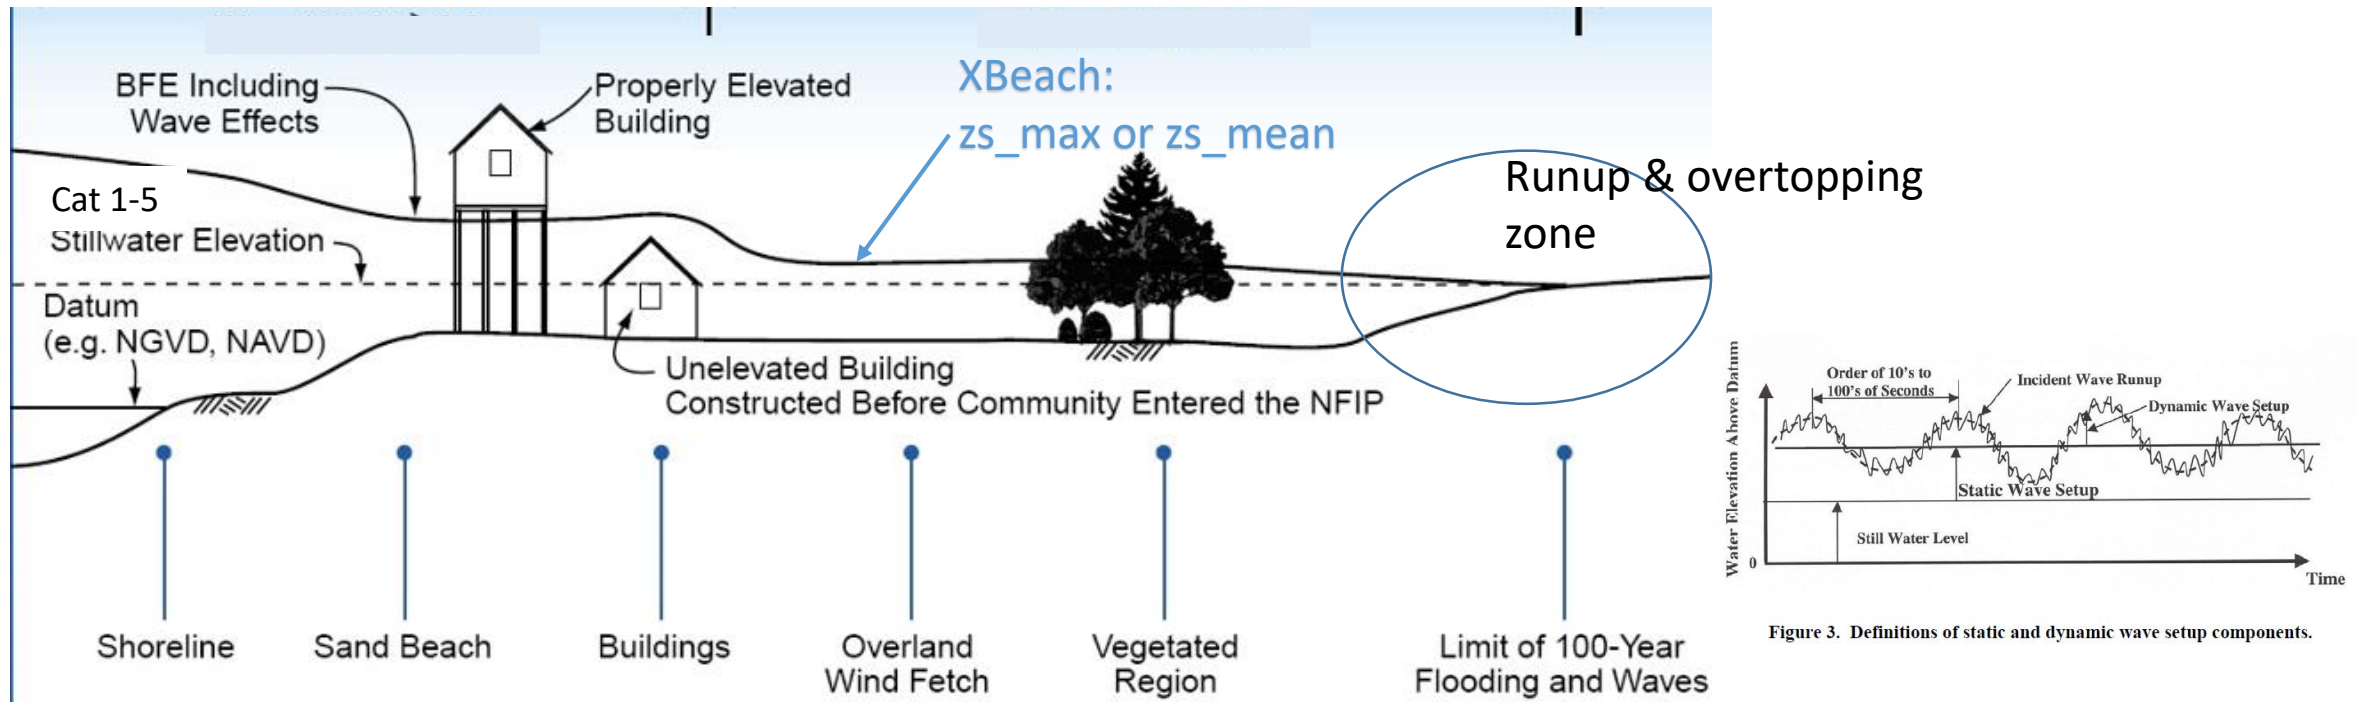 BFE Including
Wave Effects
Properly Elevated
Building
XBeach:
zs_max or zs_mean
Runup & overtopping
zone
Cat 1-5
Stillwater Elevation
Datum
(e.g. NGVD, NAVD)
Unelevated Building
Constructed Before Community Entered the NFIP
Shoreline
Sand Beach
Buildings
Overland
Wind Fetch
Vegetated
Region
Limit of 100-Year
Flooding and Waves
Water Elevation Above Datum
Order of 10's to
100's of Seconds
Incident Wave Runup
Dynamic Wave Setup
Static Wave Setup
Still Water Level
0
Time
Figure 3. Definitions of static and dynamic wave setup components.